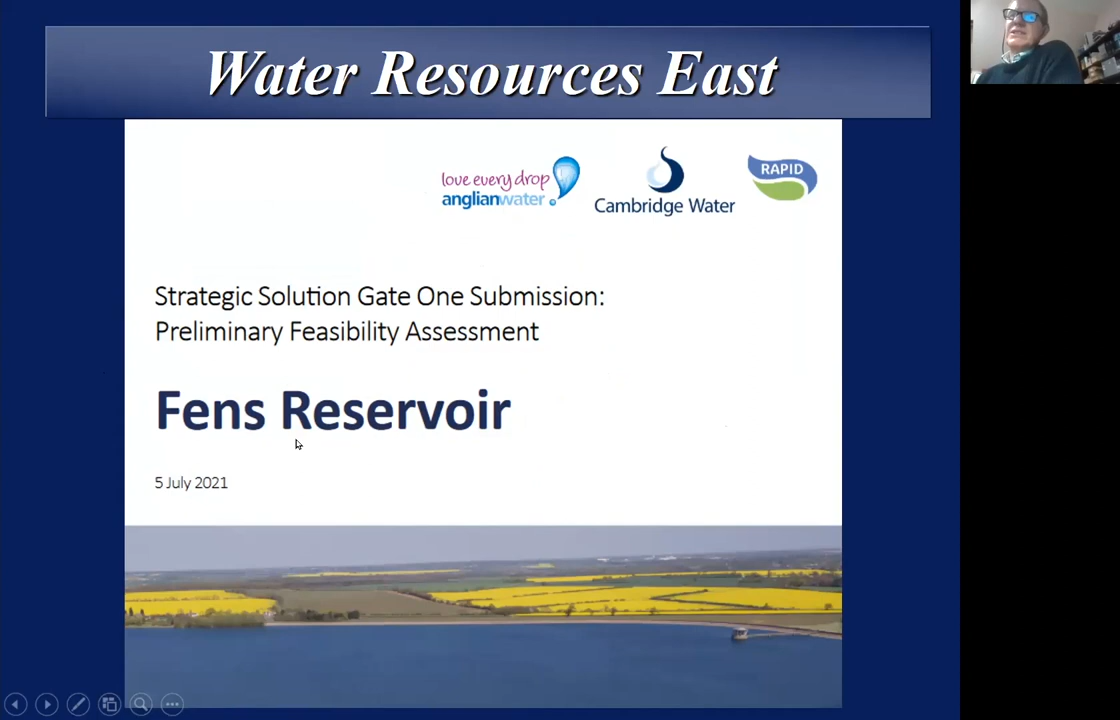 Water Resources East
love every drop
anglianwater
Cambridge Water
RAPID
Strategic Solution Gate One Submission:
Preliminary Feasibility Assessment
Fens Reservoir
5 July 2021